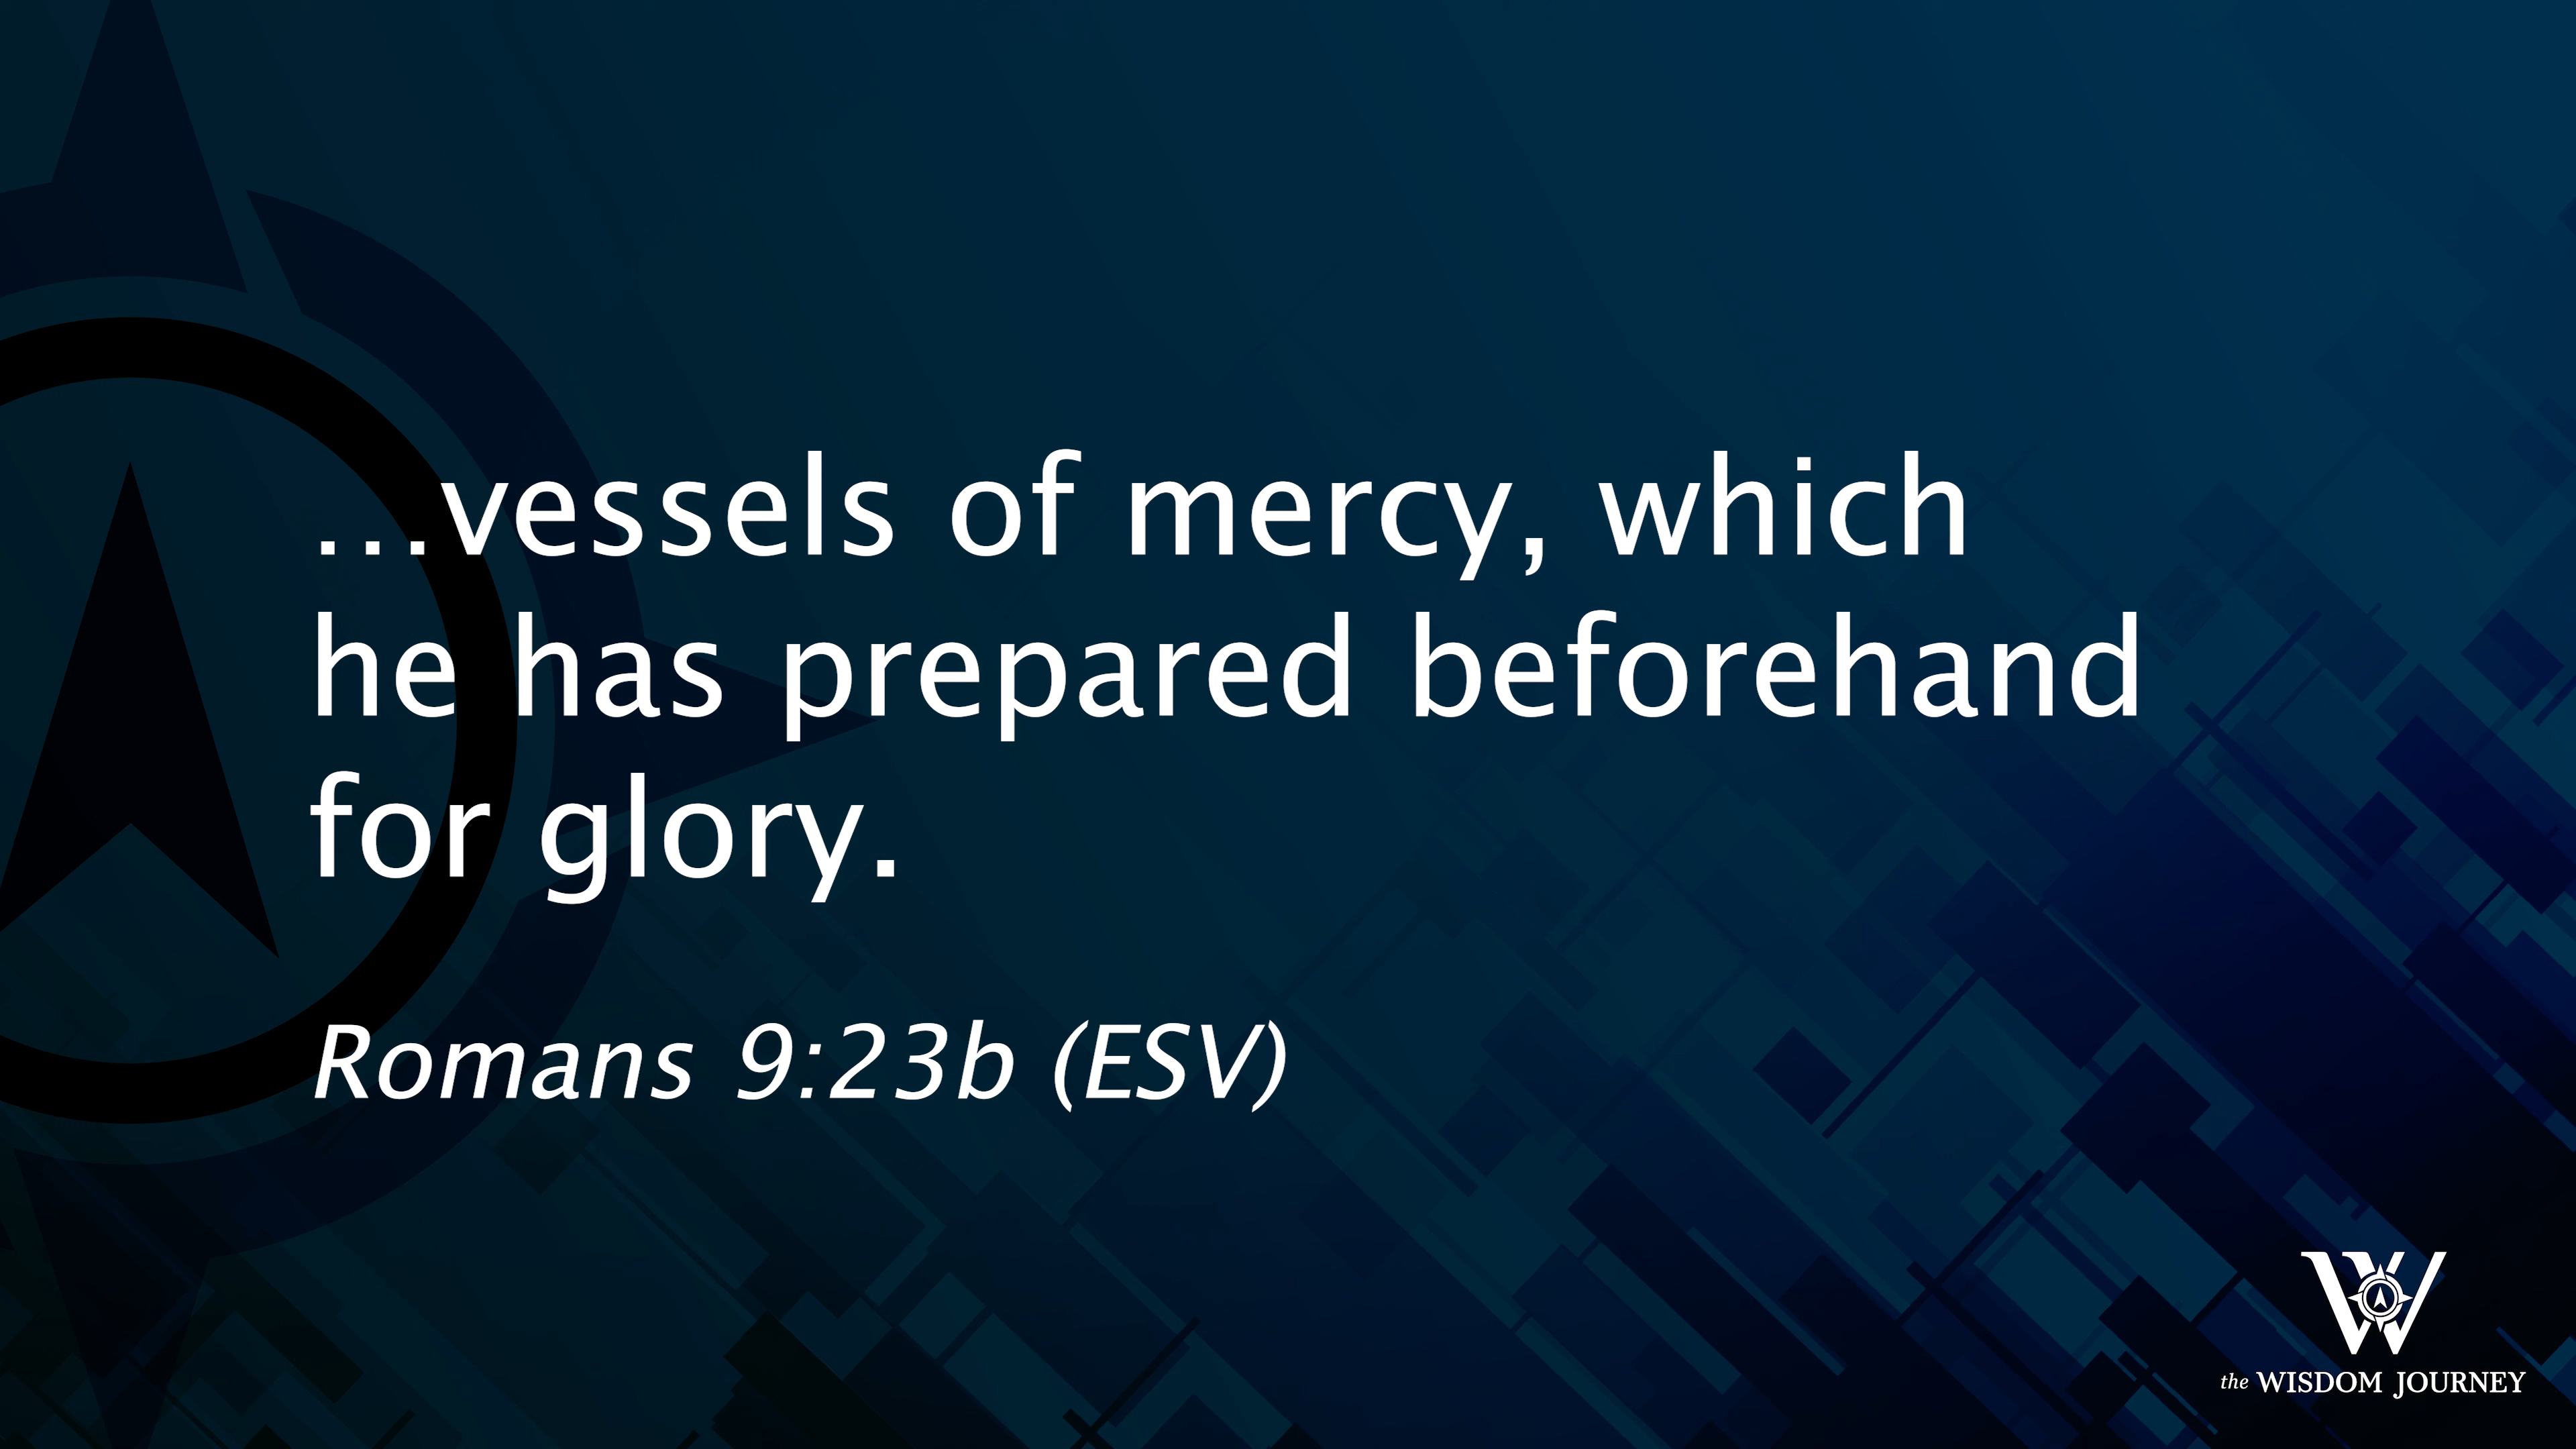 ...vessels of mercy, which
he has prepared beforehand
for glory.
Romans 9:23b (ESV)
W
the WISDOM JOURNEY